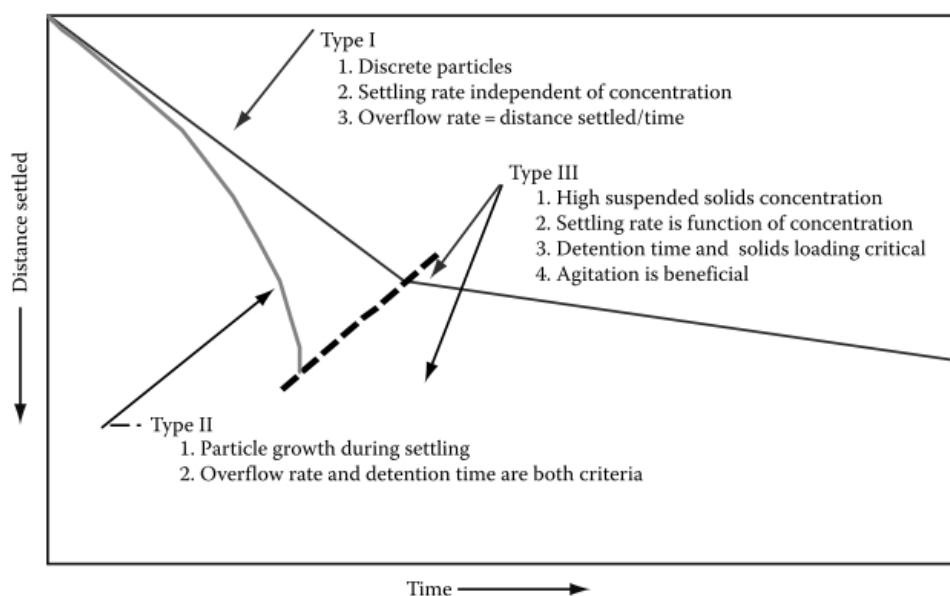 Type I
1. Discrete particles
2. Settling rate independent of concentration
3. Overflow rate = distance settled/time
Type III
1. High suspended solids concentration
2. Settling rate is function of concentration
3. Detention time and solids loading critical
4. Agitation is beneficial
Distance settled
Type II
1. Particle growth during settling
2. Overflow rate and detention time are both criteria
Time